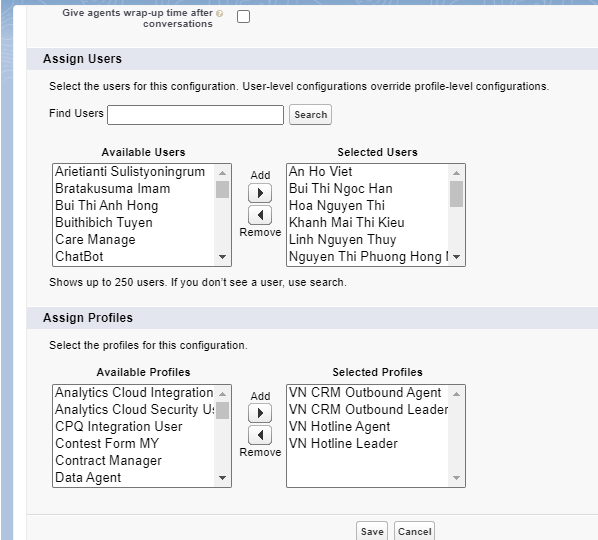 Give agents wrap-up time after
conversations
Assign Users
Select the users for this configuration. User-level configurations override profile-level configurations.
Find Users
Search
Available Users
Arietianti Sulistyoningrum
Bratakusuma Imam
Bui Thi Anh Hong
Buithibich Tuyen
Care Manage
ChatBot
Add
Remove
Selected Users
An Ho Viet
Bui Thi Ngoc Han
Hoa Nguyen Thi
Khanh Mai Thi Kieu
Linh Nguyen Thuy
Nguyen Thi Phuong Hong
Shows up to 250 users. If you don't see a user, use search.
Assign Profiles
Select the profiles for this configuration.
Available Profiles
Analytics Cloud Integration
Analytics Cloud Security
CPQ Integration User
Contest Form MY
Contract Manager
Data Agent
Add
Remove
Selected Profiles
VN CRM Outbound Agent
VN CRM Outbound Leader
VN Hotline Agent
VN Hotline Leader
Save
Cancel